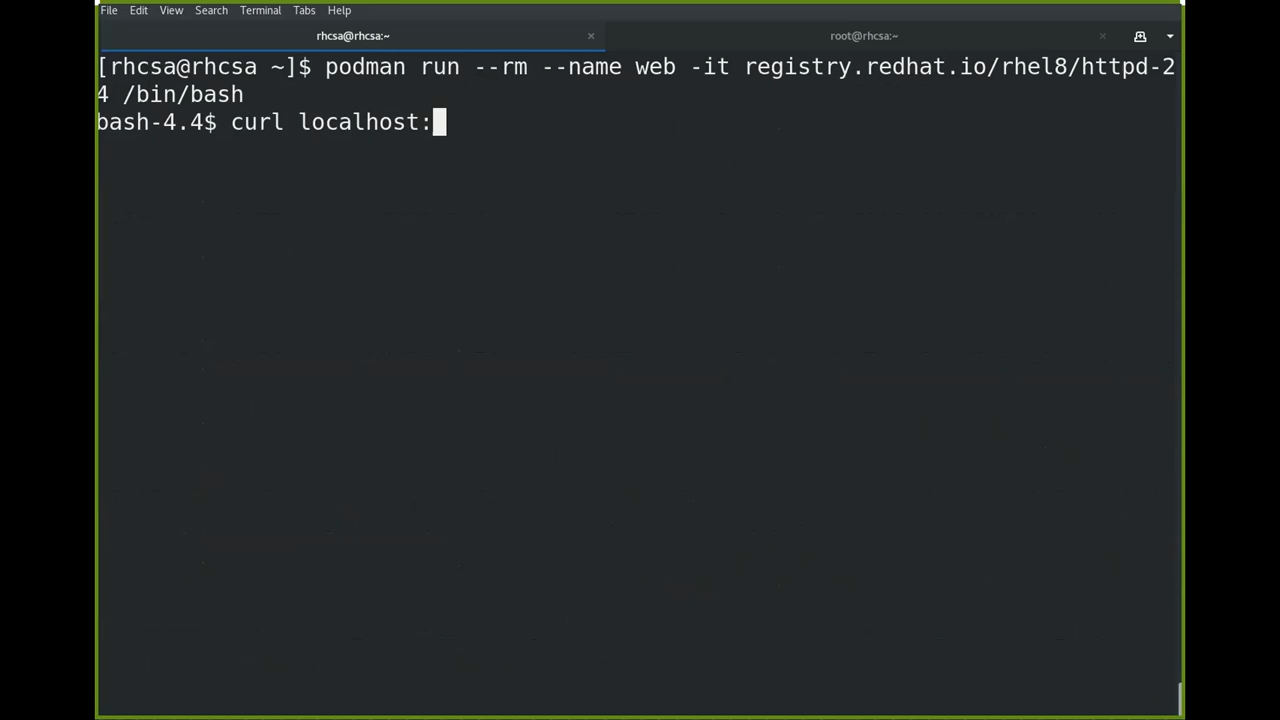 File Edit View Search Terminal Tabs Help
rhcsa@rhcsa:~ × root@rhcsa:~ ×
[rhcsa@rhcsa ~]$ podman run --rm --name web -it registry.redhat.io/rhel8/httpd-2
4 /bin/bash
bash-4.4$ curl localhost: